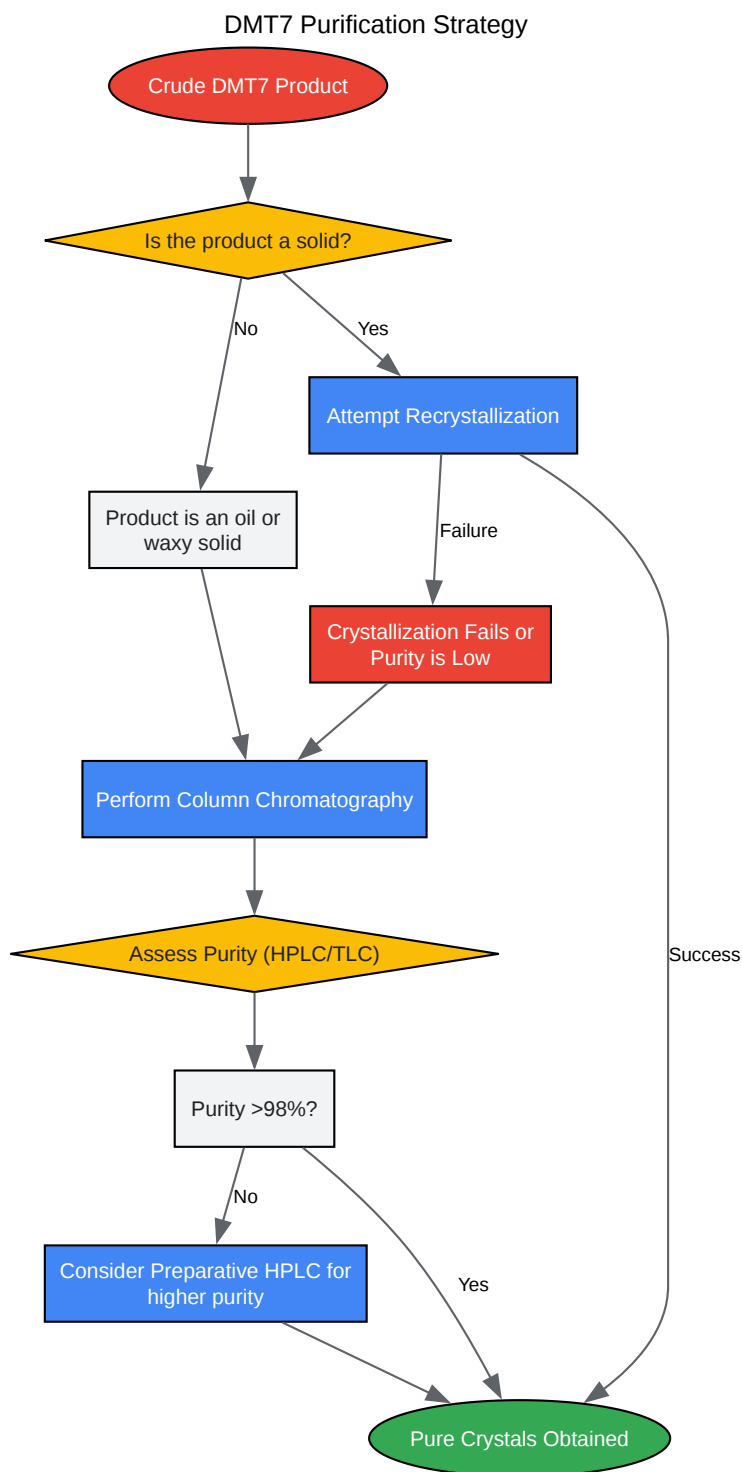 DMT7 Purification Strategy
Crude DMT7 Product
Is the product a solid?
No
Yes
Attempt Recrystallization
Product is an oil or
waxy solid
Failure
Crystallization Fails or
Purity is Low
Perform Column Chromatography
Assess Purity (HPLC/TLC)
Success
Purity >98%?
No
Consider Preparative HPLC for
higher purity
Yes
Pure Crystals Obtained